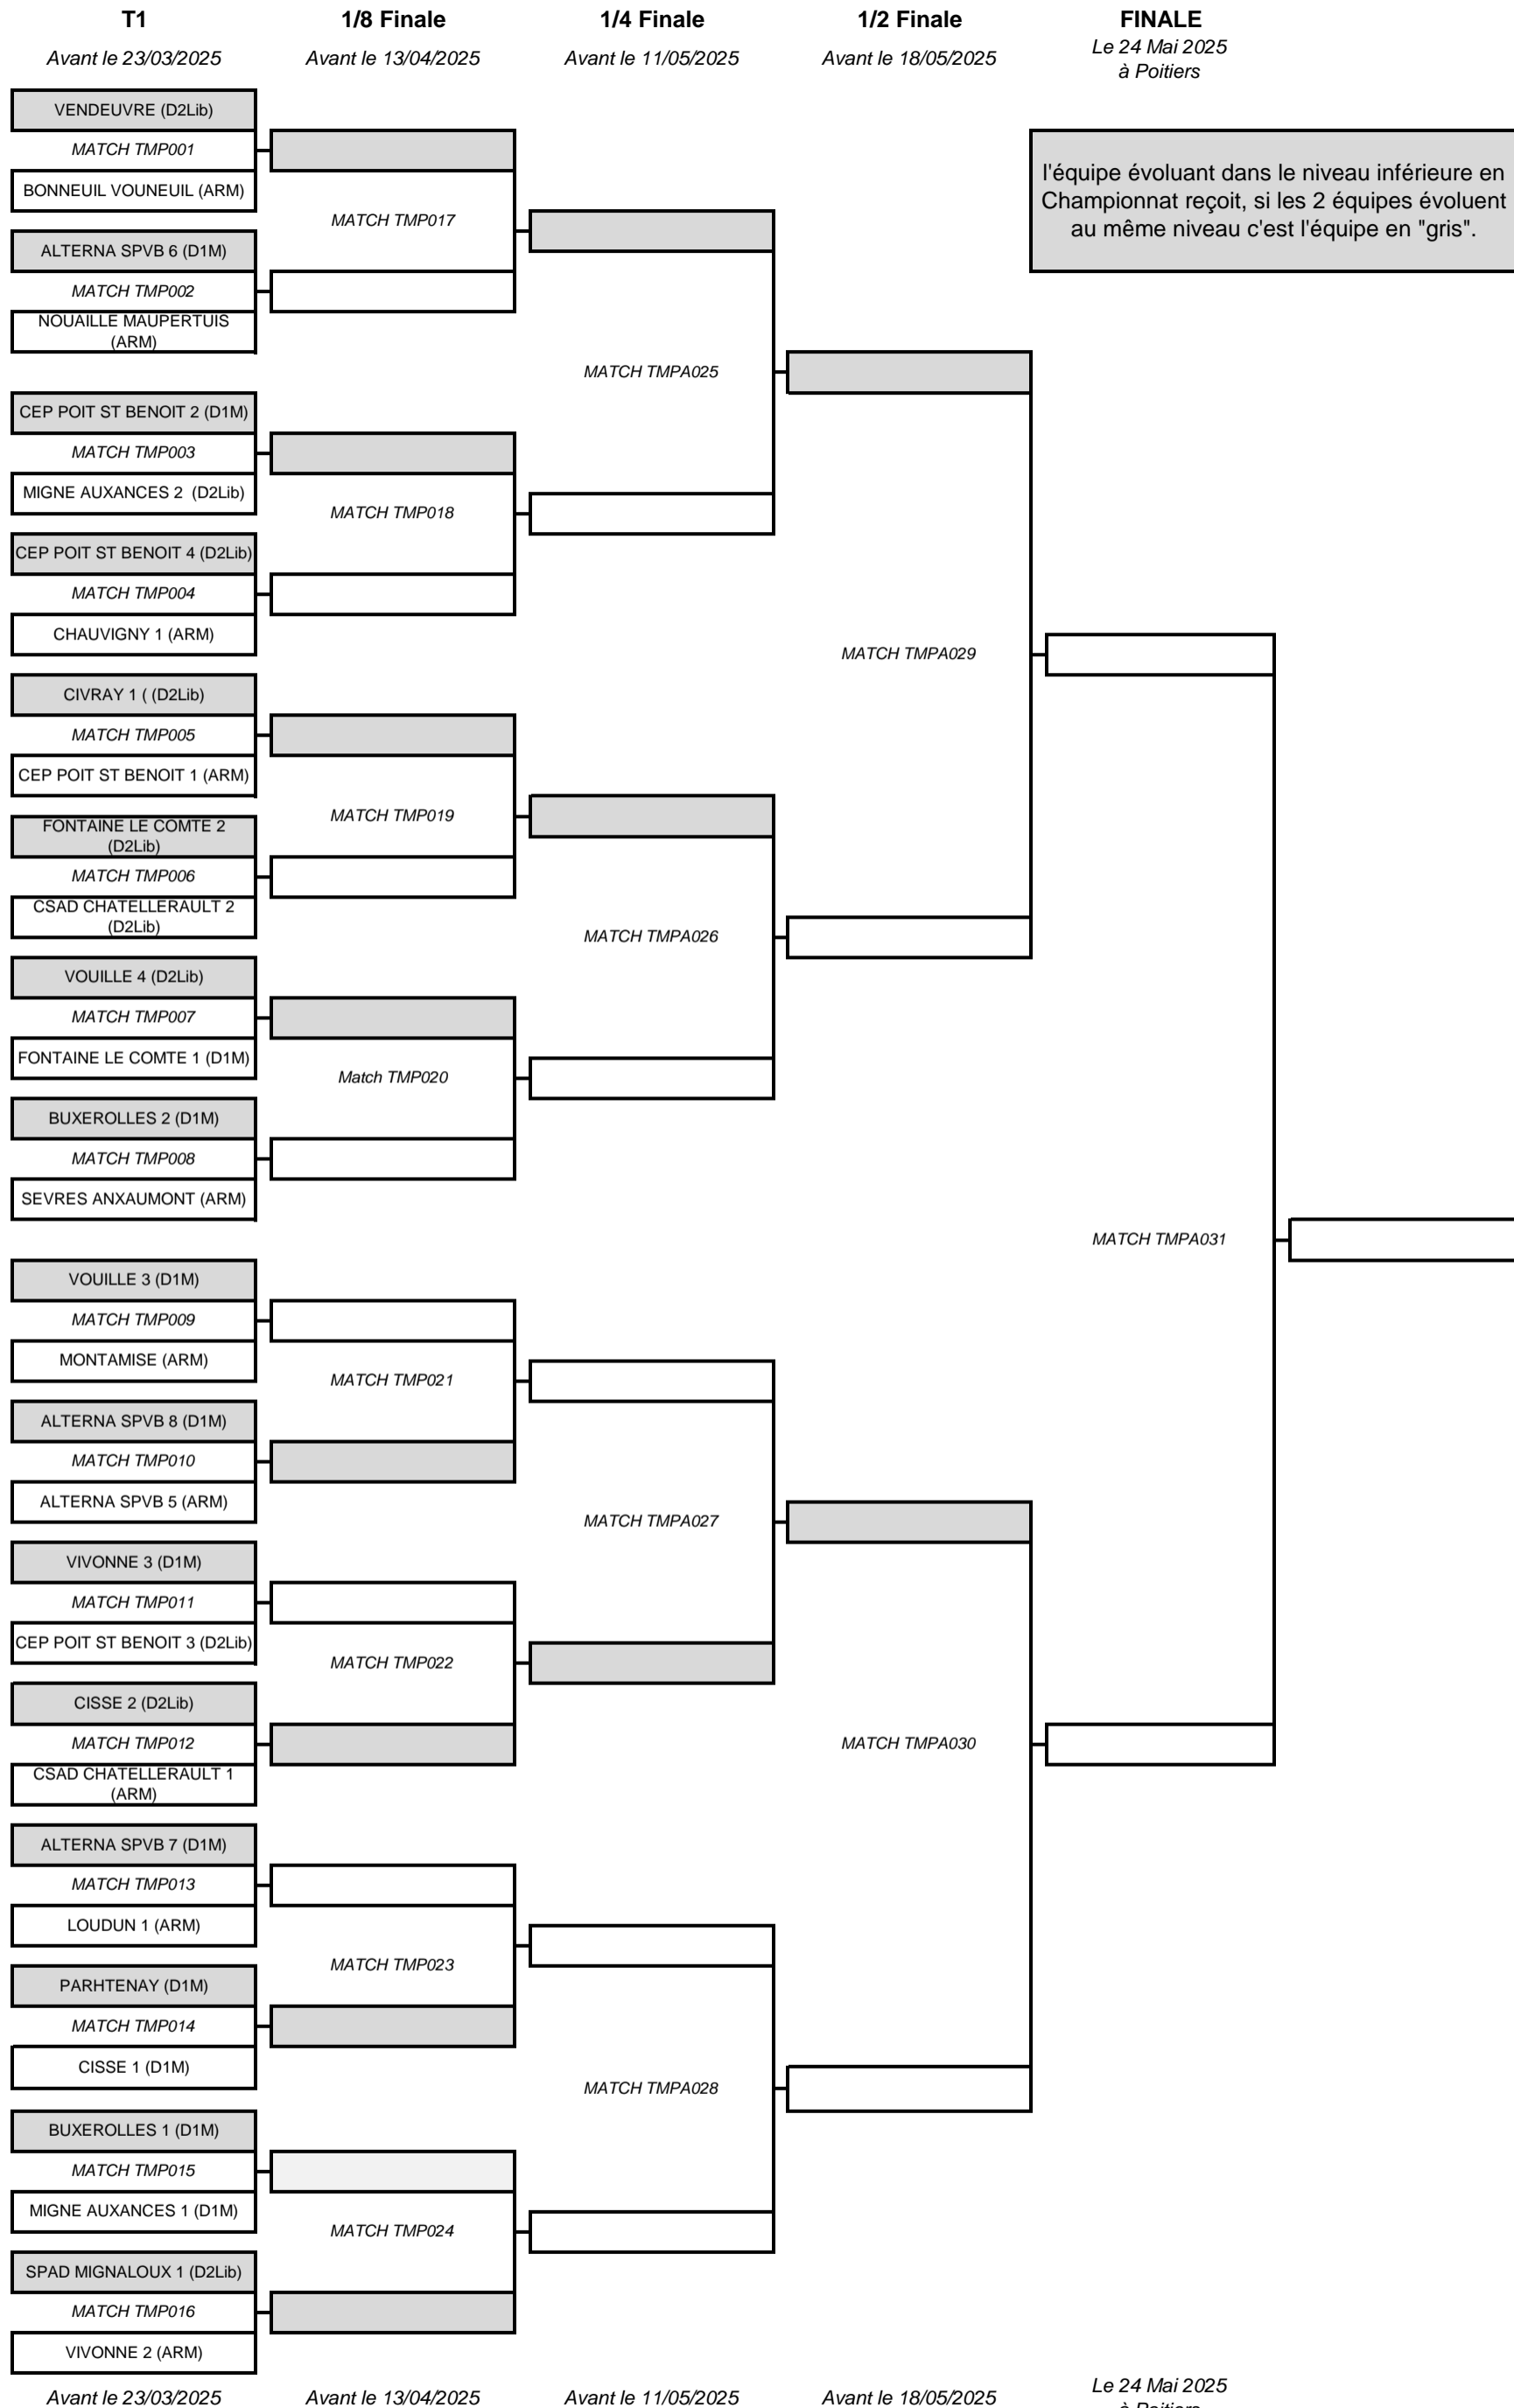 T1 1/8 Finale 1/4 Finale 1/2 Finale FINALE
Avant le 23/03/2025 Avant le 13/04/2025 Avant le 11/05/2025 Avant le 18/05/2025 Le 24 Mai 2025
à Poitiers
VENDEUVRE (D2Lib)
MATCH TMP001
BONNEUIL VOUNEUIL (ARM)
l'équipe évoluant dans le niveau inférieure en
Championnat reçoit, si les 2 équipes évoluent
au même niveau c'est l'équipe en "gris".
MATCH TMP017
ALTERNA SPVB 6 (D1M)
MATCH TMP002
NOUAILLE MAUPERTUIS
(ARM)
MATCH TMPA025
CEP POIT ST BENOIT 2 (D1M)
MATCH TMP003
MIGNE AUXANCES 2  (D2Lib)
MATCH TMP018
CEP POIT ST BENOIT 4 (D2Lib)
MATCH TMP004
CHAUVIGNY 1 (ARM)
MATCH TMPA029
CIVRAY 1 ( (D2Lib)
MATCH TMP005
CEP POIT ST BENOIT 1 (ARM)
MATCH TMP019
FONTAINE LE COMTE 2
(D2Lib)
MATCH TMP006
CSAD CHATELLERAULT 2
(D2Lib)
MATCH TMPA026
VOUILLE 4 (D2Lib)
MATCH TMP007
FONTAINE LE COMTE 1 (D1M)
Match TMP020
BUXEROLLES 2 (D1M)
MATCH TMP008
SEVRES ANXAUMONT (ARM)
MATCH TMPA031
VOUILLE 3 (D1M)
MATCH TMP009
MONTAMISE (ARM)
MATCH TMP021
ALTERNA SPVB 8 (D1M)
MATCH TMP010
ALTERNA SPVB 5 (ARM)
MATCH TMPA027
VIVONNE 3 (D1M)
MATCH TMP011
CEP POIT ST BENOIT 3 (D2Lib)
MATCH TMP022
CISSE 2 (D2Lib)
MATCH TMP012
CSAD CHATELLERAULT 1
(ARM)
MATCH TMPA030
ALTERNA SPVB 7 (D1M)
MATCH TMP013
LOUDUN 1 (ARM)
MATCH TMP023
PARHTENAY (D1M)
MATCH TMP014
CISSE 1 (D1M)
MATCH TMPA028
BUXEROLLES 1 (D1M)
MATCH TMP015
MIGNE AUXANCES 1 (D1M)
MATCH TMP024
SPAD MIGNALOUX 1 (D2Lib)
MATCH TMP016
VIVONNE 2 (ARM)
Avant le 23/03/2025 Avant le 13/04/2025 Avant le 11/05/2025 Avant le 18/05/2025 Le 24 Mai 2025
à Poitiers